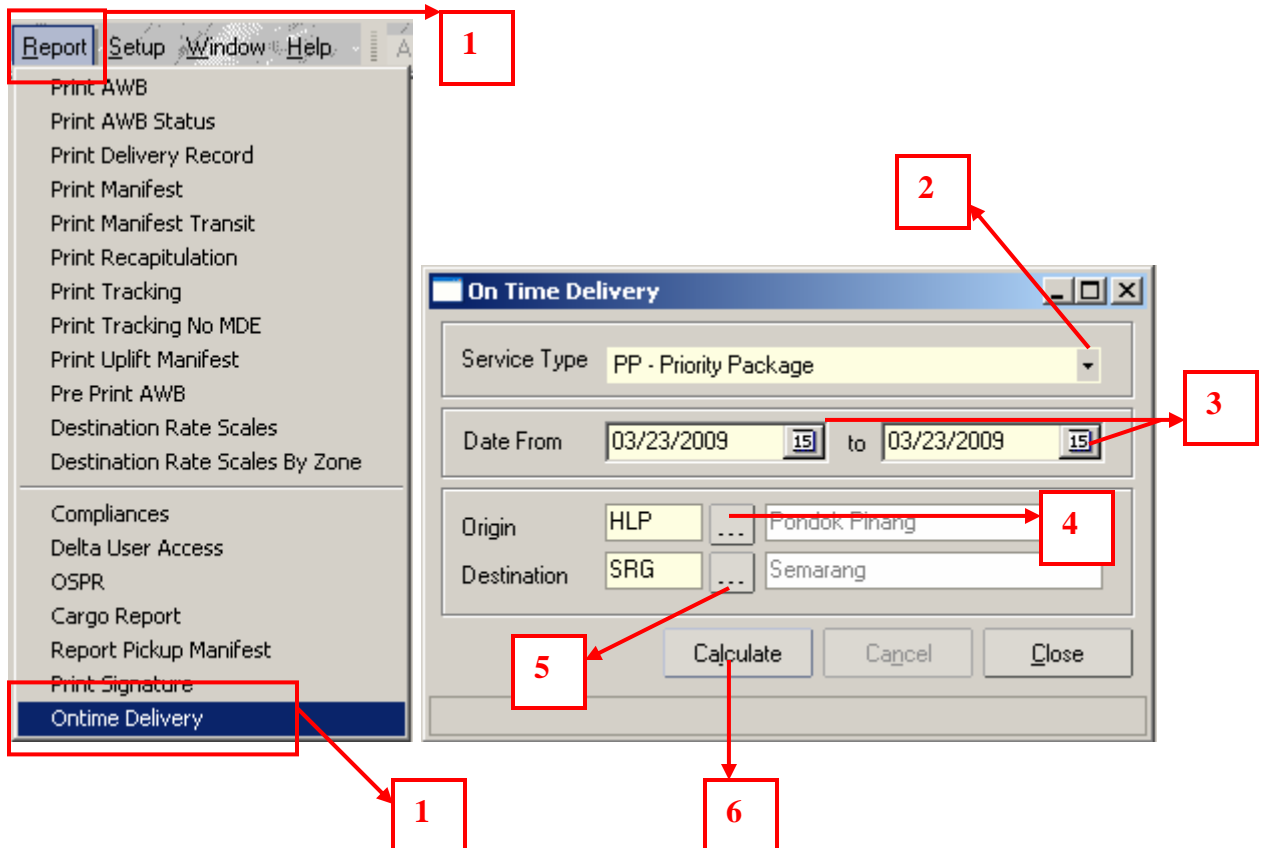 1
Report Setup Window Help A
Print AWB
Print AWB Status
Print Delivery Record
Print Manifest
Print Manifest Transit
Print Recapitulation
Print Tracking
Print Tracking No MDE
Print Uplift Manifest
Pre Print AWB
Destination Rate Scales
Destination Rate Scales By Zone
Compliances
Delta User Access
OSPR
Cargo Report
Report Pickup Manifest
Print Signature
Ontime Delivery
1
2
On Time Delivery
Service Type PP - Priority Package
3
Date From 03/23/2009 15 to 03/23/2009 15
Origin HLP ... Pondok Pinang
4
Destination SRG ... Semarang
5
Calculate Cancel Close
6